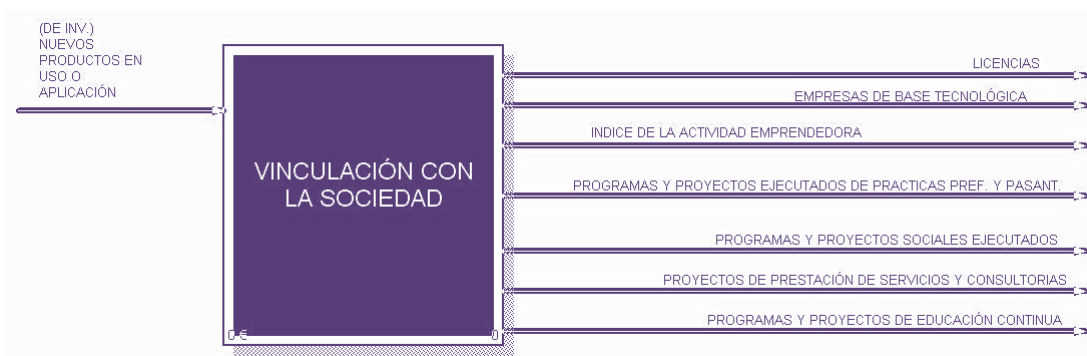 (DE INV.)
NUEVOS
PRODUCTOS EN
USO O
APLICACIÓN
VINCULACIÓN CON
LA SOCIEDAD
0 €
0
LICENCIAS
EMPRESAS DE BASE TECNOLÓGICA
INDICE DE LA ACTIVIDAD EMPRENDEDORA
PROGRAMAS Y PROYECTOS EJECUTADOS DE PRACTICAS PREF. Y PASANT.
PROGRAMAS Y PROYECTOS SOCIALES EJECUTADOS
PROYECTOS DE PRESTACIÓN DE SERVICIOS Y CONSULTORIAS
PROGRAMAS Y PROYECTOS DE EDUCACIÓN CONTINUA